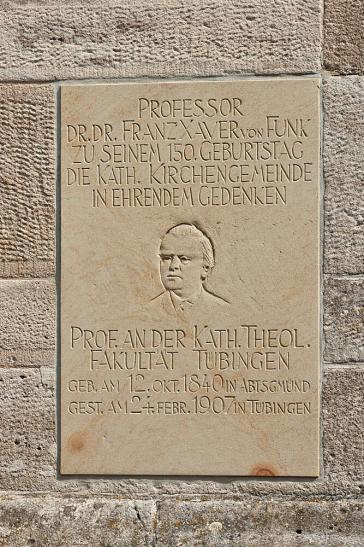 PROFESSOR
DR. DR. FRANZ XAVER VON FUNK
ZU SEINEM 150. GEBURTSTAG
DIE KATH. KIRCHENGEMEINDE
IN EHRENDEM GEDENKEN
PROF. AN DER KATH. THEOL.
FAKULTÄT TÜBINGEN
GEB. AM 12. OKT. 1840 IN ABTSGMÜND
GEST. AM 24. FEBR. 1907 IN TÜBINGEN